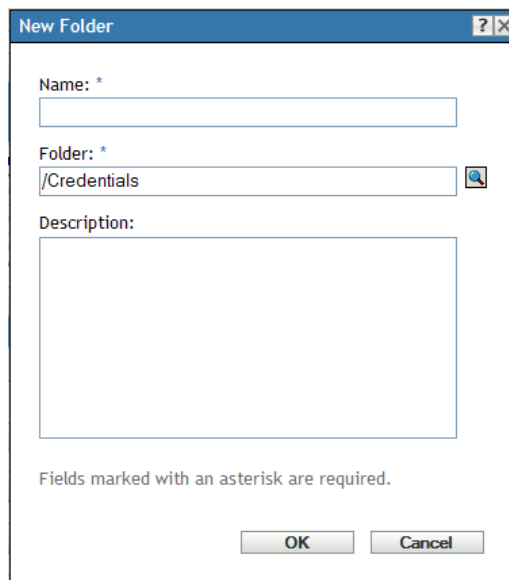 New Folder
?
Name: *
Folder: *
/Credentials
Description:
Fields marked with an asterisk are required.
OK
Cancel